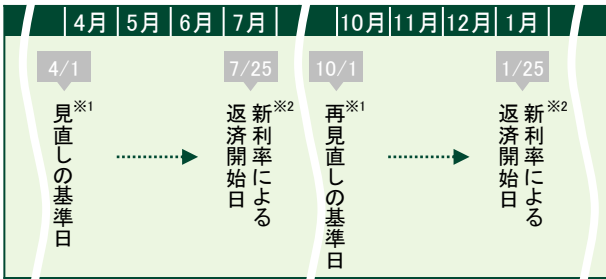 4月 5月 6月 7月 10月 11月 12月 1月
4/1
7/25
10/1
1/25
見直しの基準日※1
新利率による※2
返済開始日
再見直しの基準日※1
新利率による※2
返済開始日